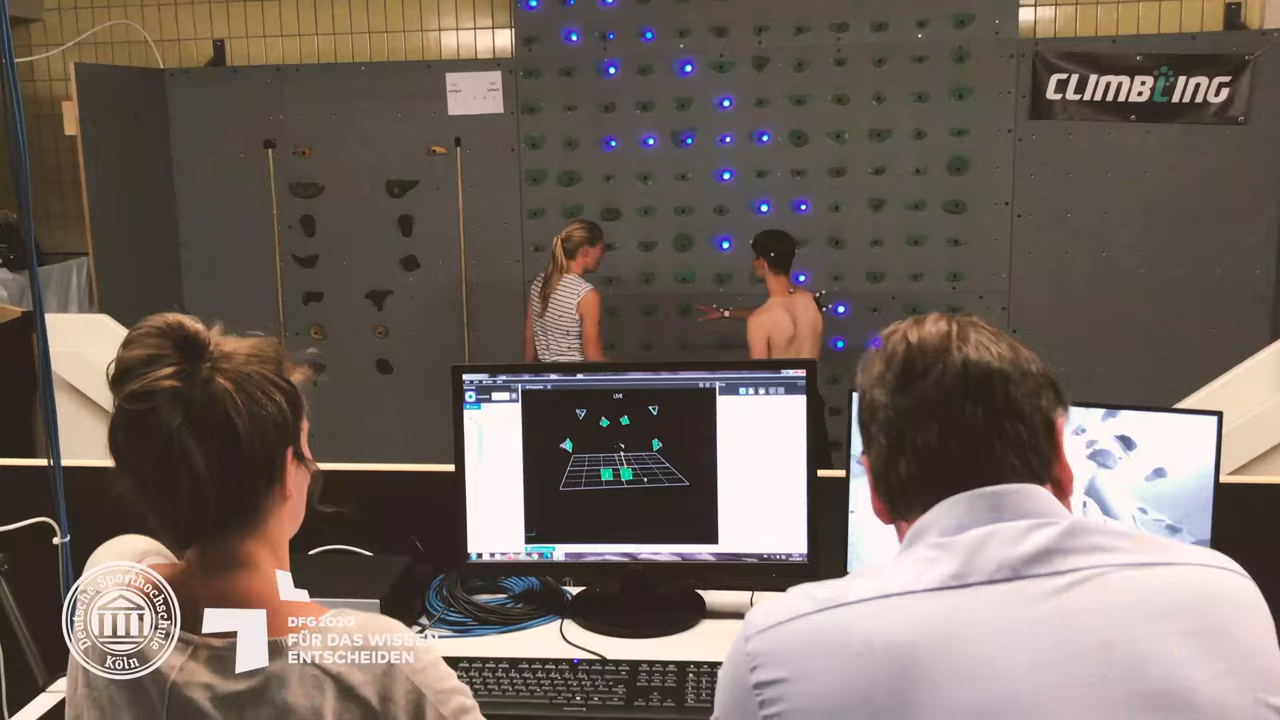 CLIMBLING
LIVE
Deutsche Sporthochschule
Köln
DFG2020
FÜR DAS WISSEN
ENTSCHEIDEN